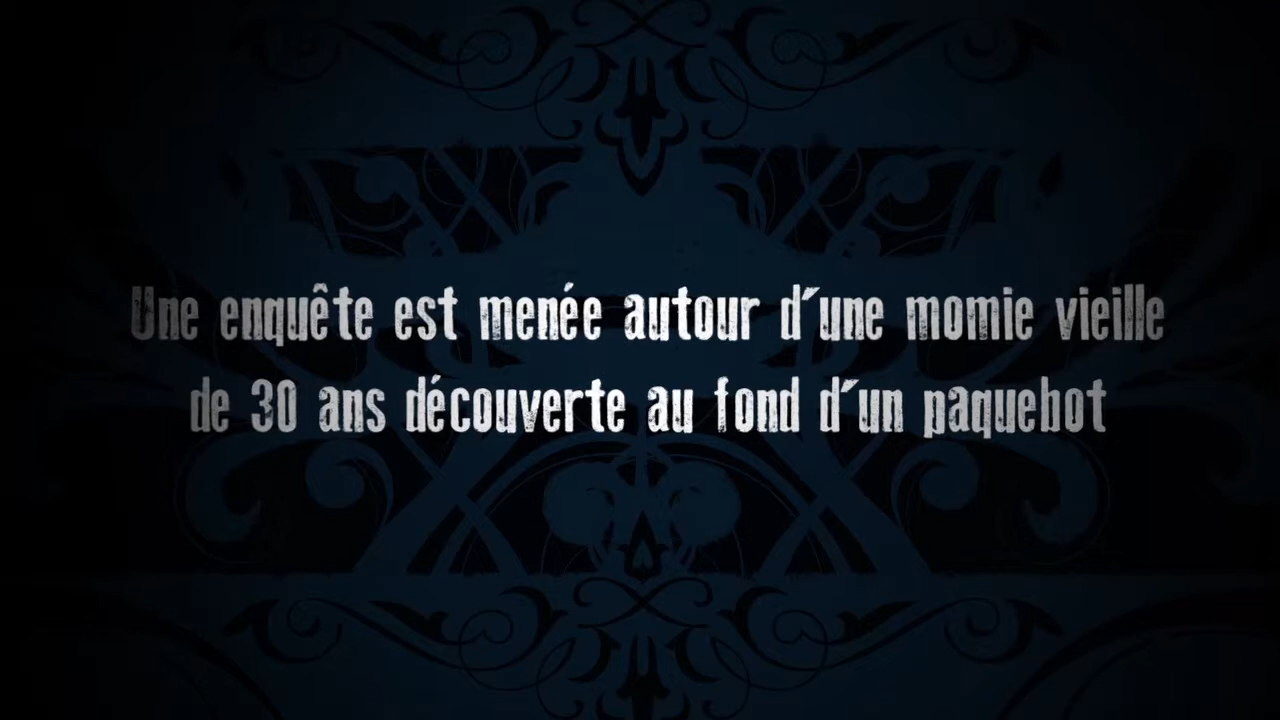 Une enquête est menée autour d'une momie vieille
de 30 ans découverte au fond d'un paquebot